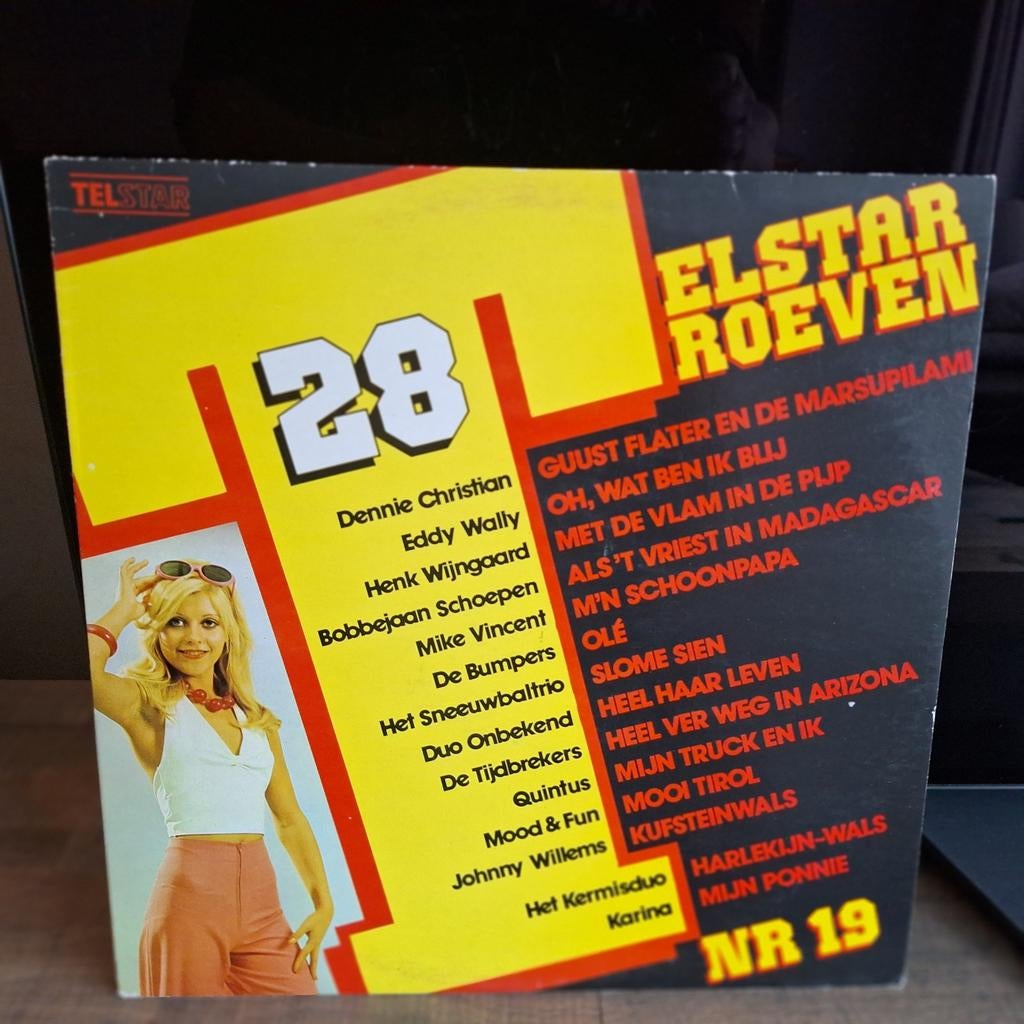 TELSTAR
28
TELSTAR
TROEVEN
Dennie Christian GUUST FLATER EN DE MARSUPILAMI
Eddy Wally OH, WAT BEN IK BLIJ
Henk Wijngaard MET DE VLAM IN DE PIJP
Bobbejaan Schoepen ALS 'T VRIEST IN MADAGASCAR
Mike Vincent M'N SCHOONPAPA
De Bumpers OLÉ
Het Sneeuwbaltrio SLOME SIEN
Duo Onbekend HEEL HAAR LEVEN
De Tijdbrekers HEEL VER WEG IN ARIZONA
Quintus MIJN TRUCK EN IK
Mood & Fun MOOI TIROL
Johnny Willems KUFSTEINWALS
Het Kermisduo HARLEKIJN-WALS
Karina MIJN PONNIE
NR 19